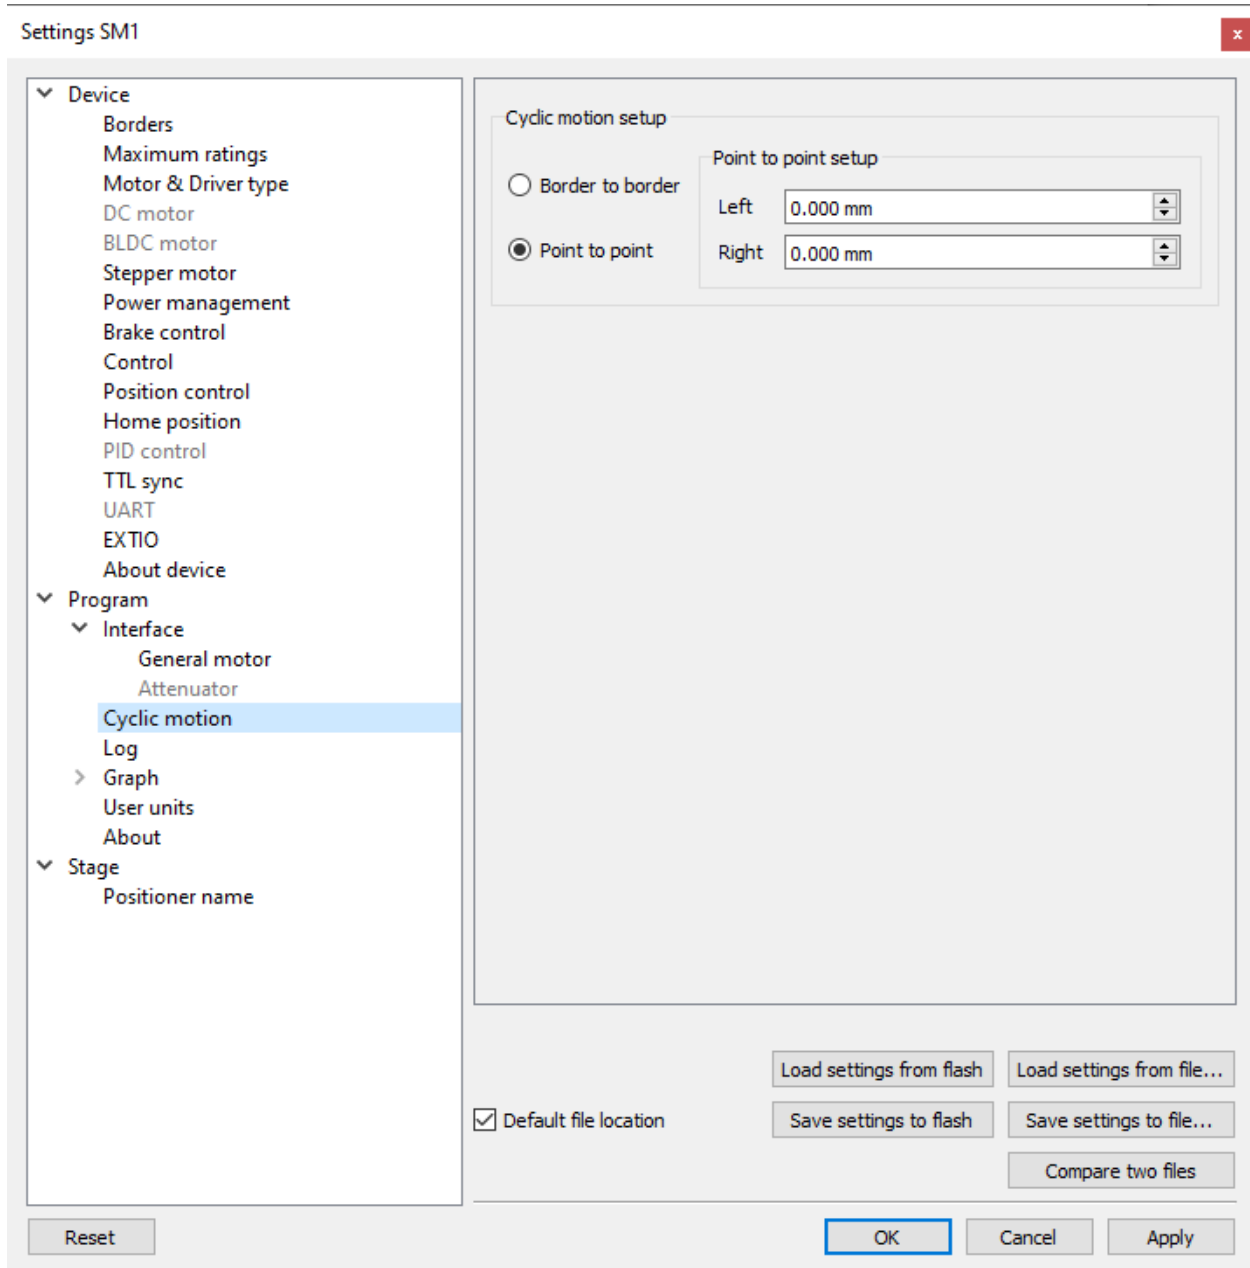 Settings SM1
x
Device
Borders
Maximum ratings
Motor & Driver type
DC motor
BLDC motor
Stepper motor
Power management
Brake control
Control
Position control
Home position
PID control
TTL sync
UART
EXTIO
About device
Program
Interface
General motor
Attenuator
Cyclic motion
Log
Graph
User units
About
Stage
Positioner name
Cyclic motion setup
Border to border
Point to point
Point to point setup
Left 0.000 mm
Right 0.000 mm
Load settings from flash Load settings from file...
Default file location Save settings to flash Save settings to file...
Compare two files
Reset OK Cancel Apply